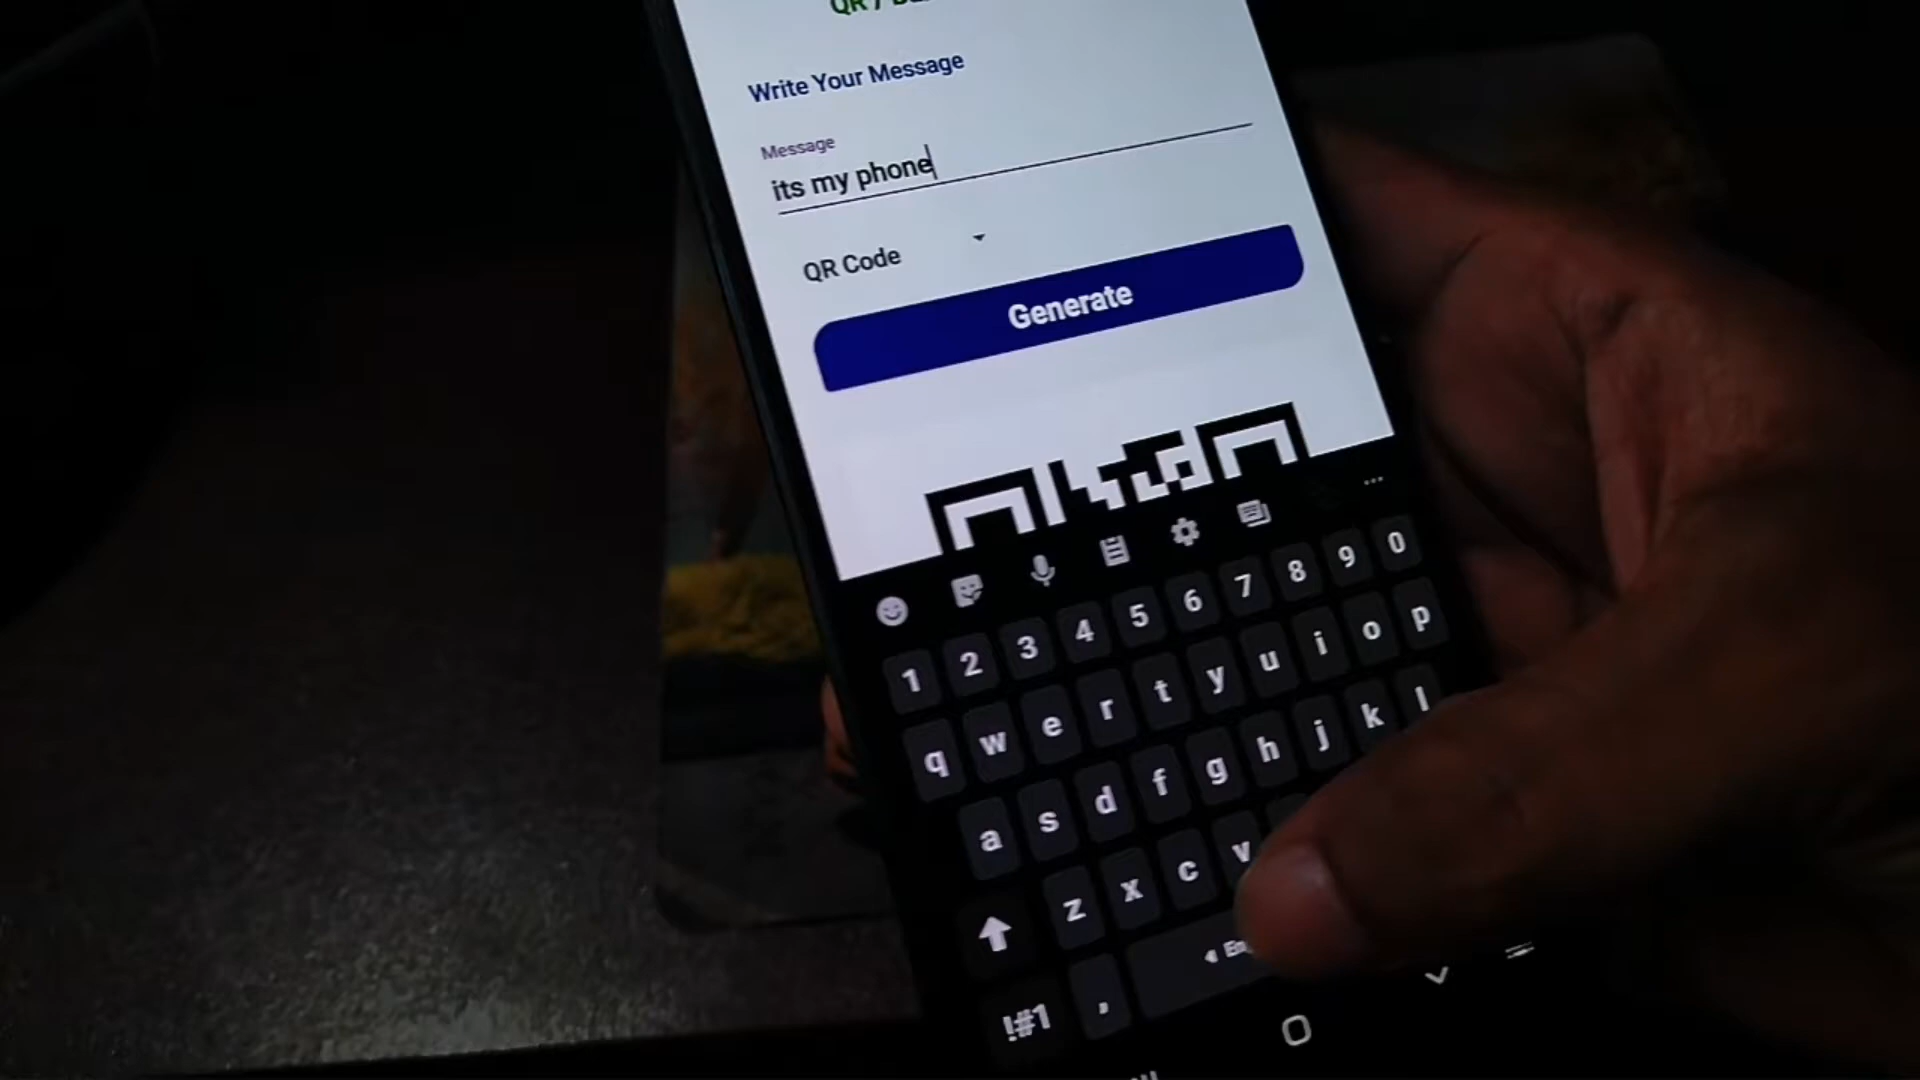 QR /
Write Your Message
Message
its my phone
QR Code
Generate
1 2 3 4 5 6 7 8 9 0
q w e r t y u i o p
a s d f g h j k l
z x c v
!#1 ,